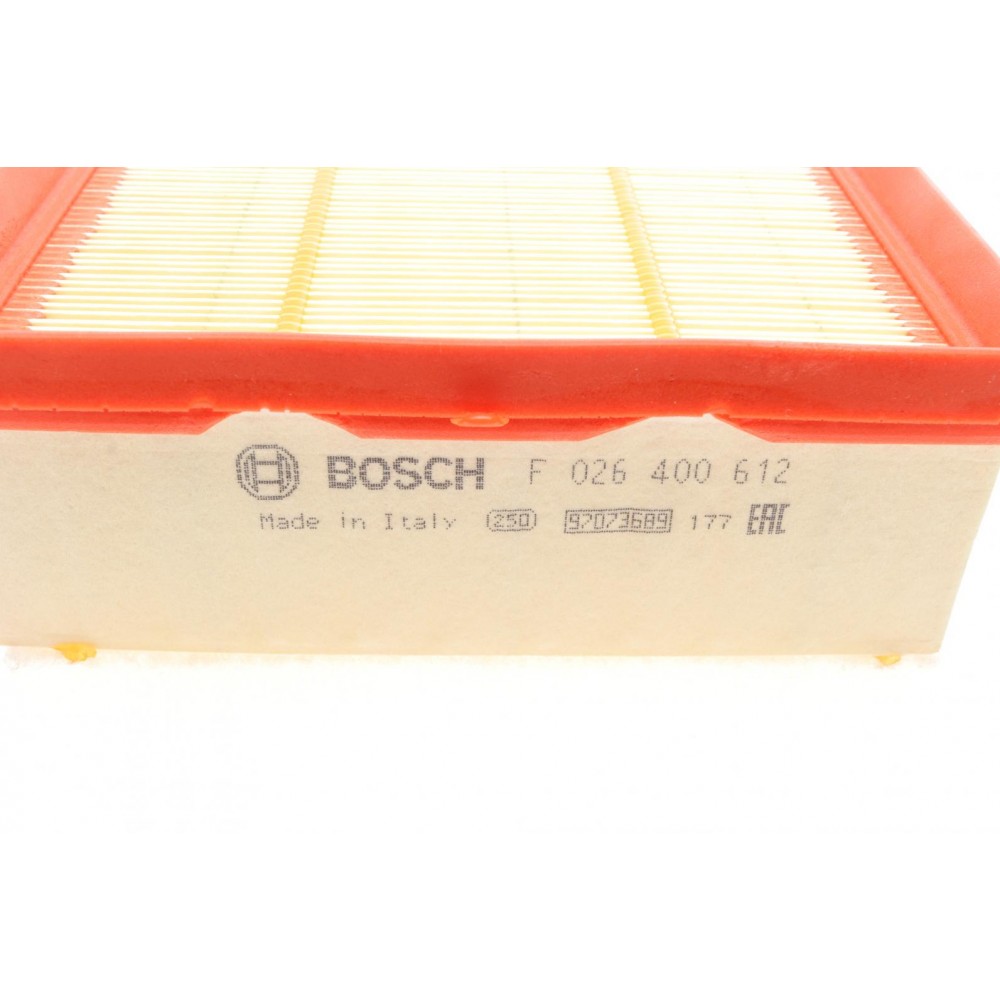 BOSCH F 026 400 612
Made in Italy 250 97073689 177 EAC